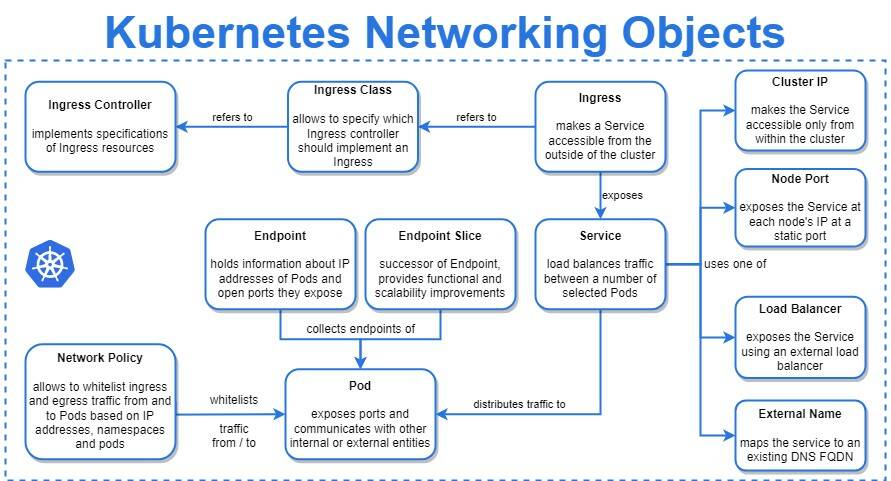 Kubernetes Networking Objects
Ingress Controller
implements specifications
of Ingress resources
refers to
Ingress Class
allows to specify which
Ingress controller
should implement an
Ingress
refers to
Ingress
makes a Service
accessible from the
outside of the cluster
Cluster IP
makes the Service
accessible only from
within the cluster
exposes
Node Port
exposes the Service at
each node's IP at a
static port
Endpoint
holds information about IP
addresses of Pods and
open ports they expose
Endpoint Slice
successor of Endpoint,
provides functional and
scalability improvements
Service
load balances traffic
between a number of
selected Pods
uses one of
Load Balancer
exposes the Service
using an external load
balancer
collects endpoints of
Network Policy
allows to whitelist ingress
and egress traffic from and
to Pods based on IP
addresses, namespaces
and pods
whitelists
traffic
from / to
Pod
exposes ports and
communicates with other
internal or external entities
distributes traffic to
External Name
maps the service to an
existing DNS FQDN